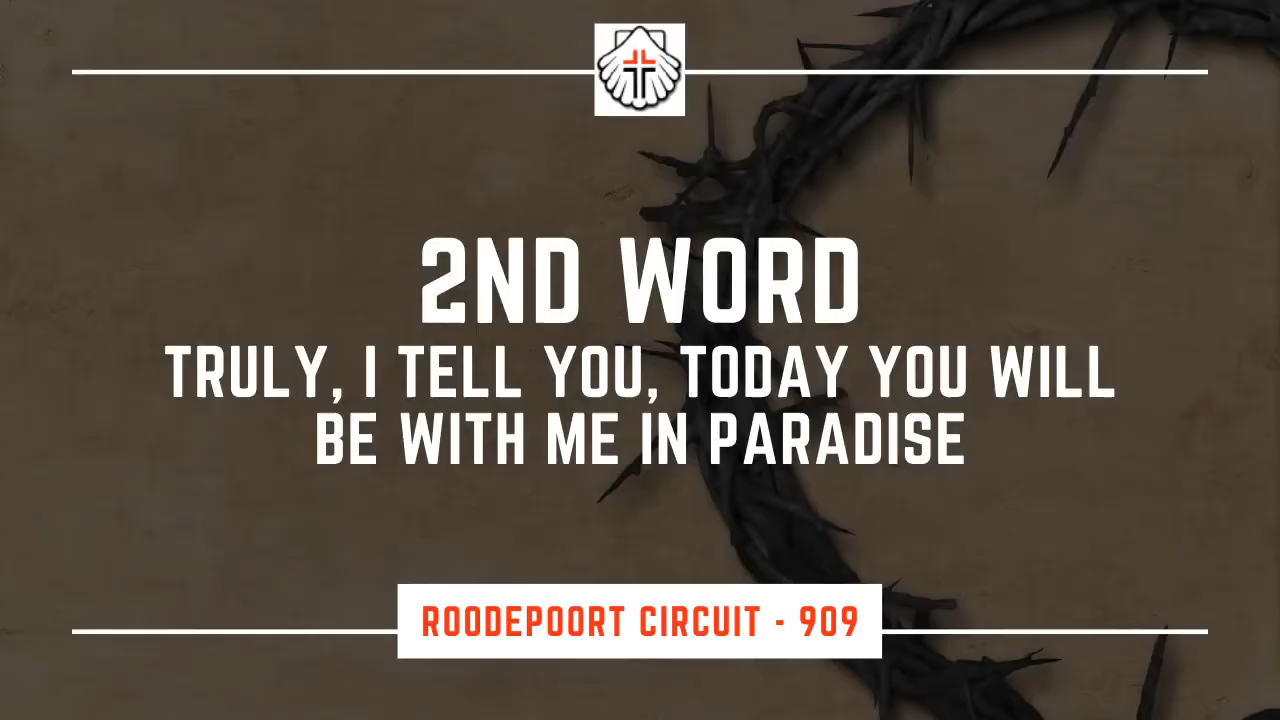 2ND WORD
TRULY, I TELL YOU, TODAY YOU WILL
BE WITH ME IN PARADISE
ROODEPOORT CIRCUIT - 909